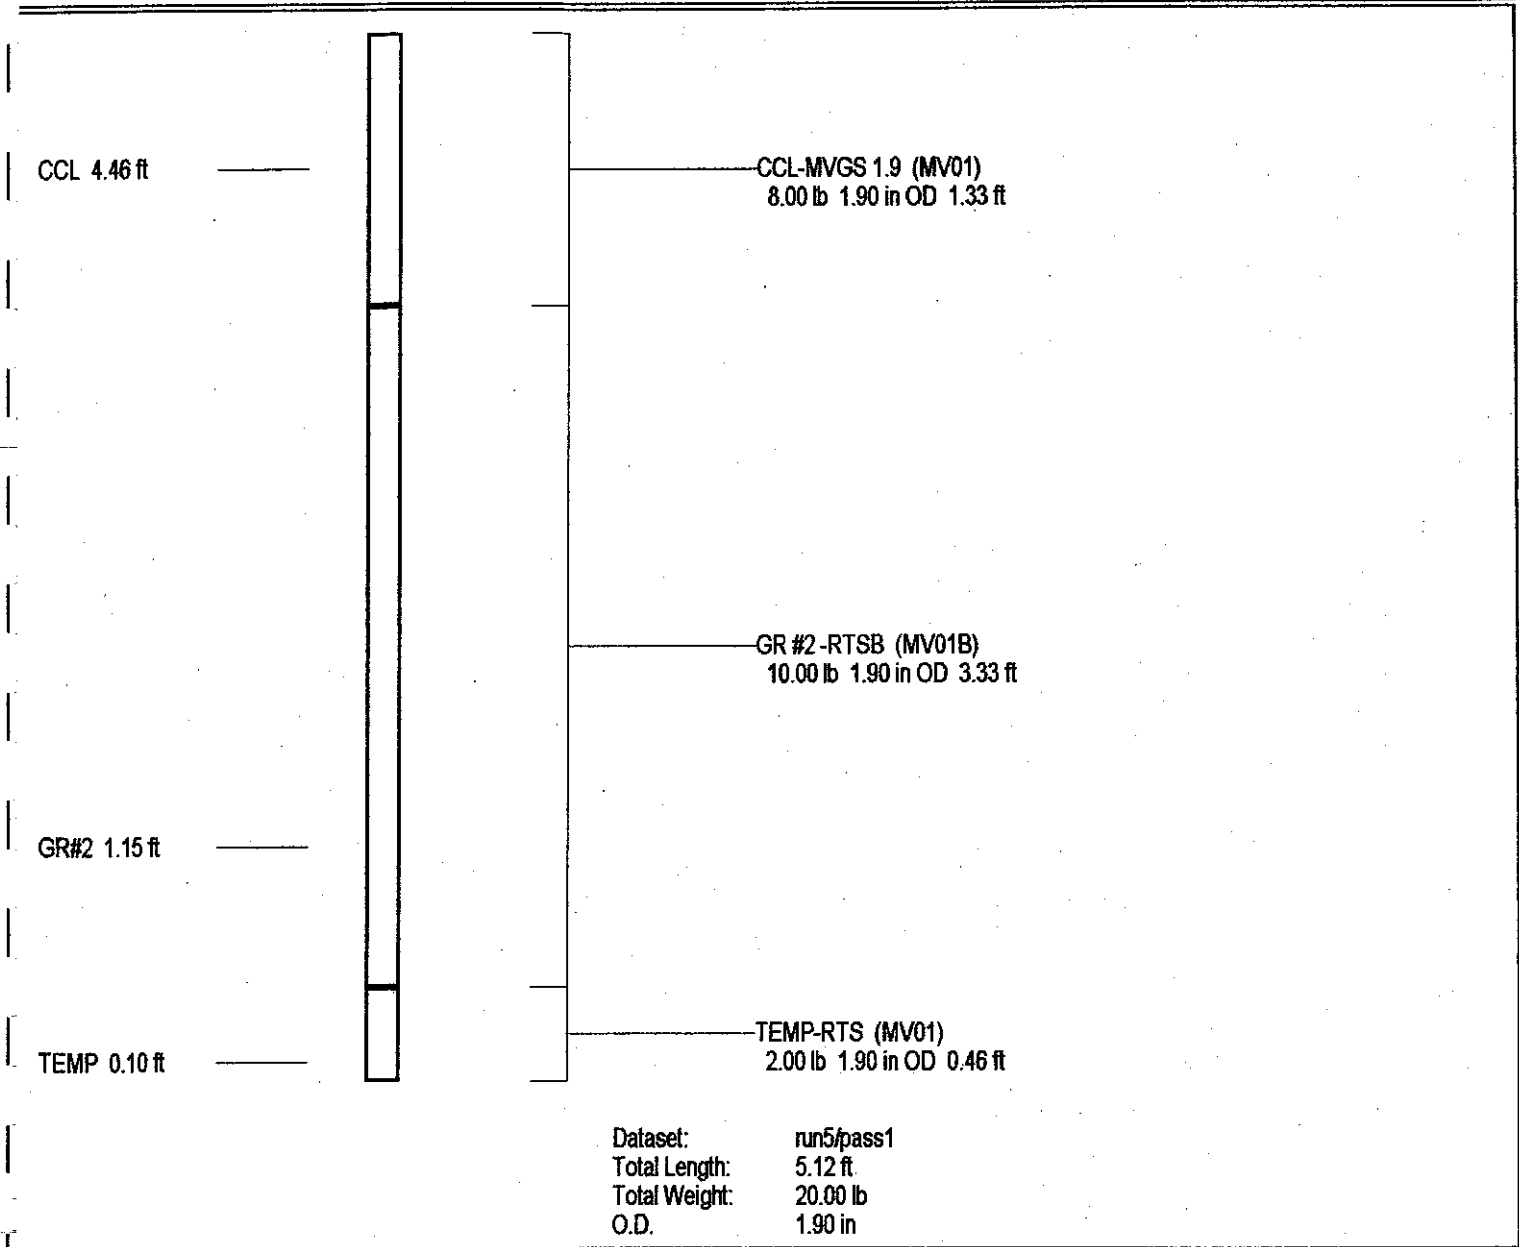 CCL 4.46 ft
CCL-MVGS 1.9 (MV01)
8.00 lb 1.90 in OD 1.33 ft
GR #2-RTSB (MV01B)
10.00 lb 1.90 in OD 3.33 ft
GR#2 1.15 ft
TEMP-RTS (MV01)
2.00 lb 1.90 in OD 0.46 ft
TEMP 0.10 ft
Dataset: run5/pass1
Total Length: 5.12 ft
Total Weight: 20.00 lb
O.D. 1.90 in